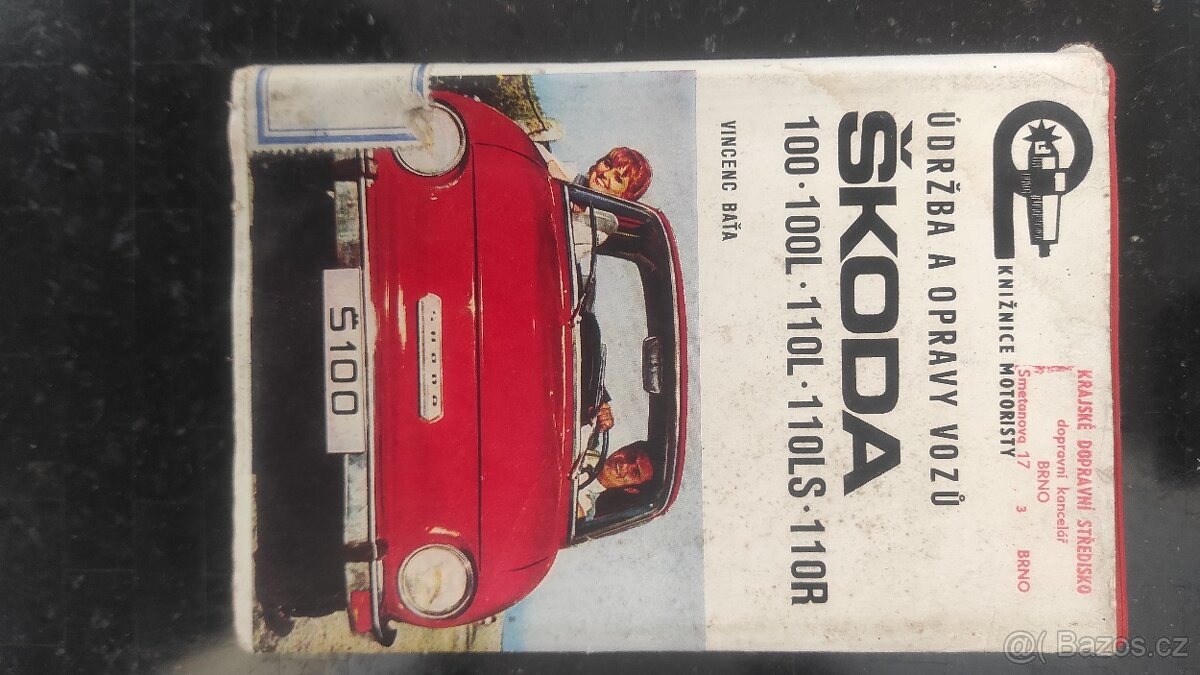 KNIŽNICE MOTORISTY
KRAJSKÉ DOPRAVNÍ STŘEDISKO
dopravní kancelář
BRNO
Smetanova 17 3 BRNO
ÚDRŽBA A OPRAVY VOZŮ
ŠKODA
100·100L·110L·110LS·110R
VINCENC BAŤA
SKODA
Š100
@( Bazos.cz